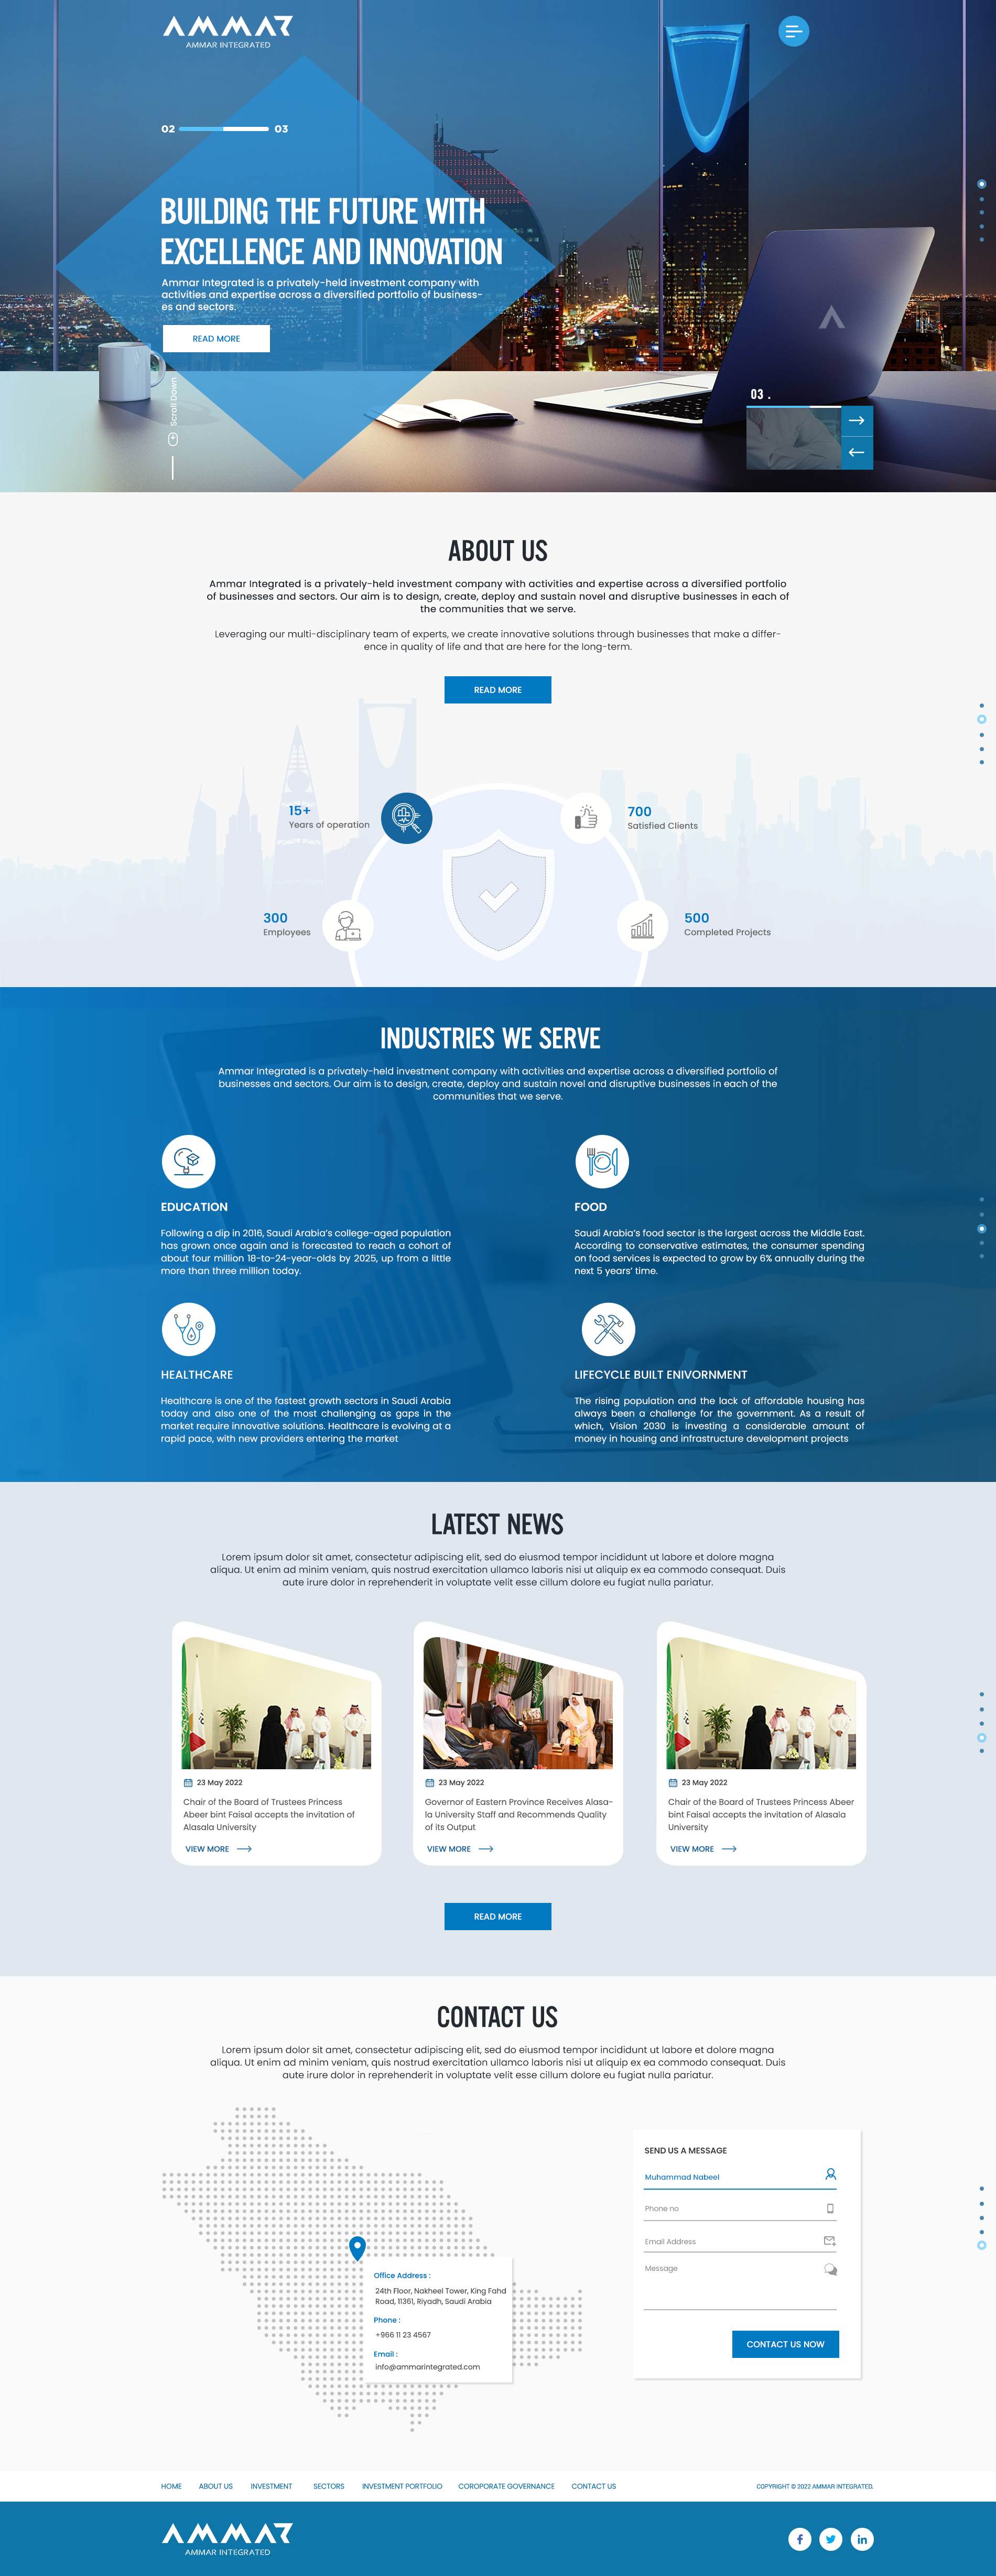 AMMAR
AMMAR INTEGRATED
02
03
BUILDING THE FUTURE WITH
EXCELLENCE AND INNOVATION
Ammar Integrated is a privately-held investment company with
activities and expertise across a diversified portfolio of business-
es and sectors.
READ MORE
Scroll Down
03 .
ABOUT US
Ammar Integrated is a privately-held investment company with activities and expertise across a diversified portfolio
of businesses and sectors. Our aim is to design, create, deploy and sustain novel and disruptive businesses in each of
the communities that we serve.
Leveraging our multi-disciplinary team of experts, we create innovative solutions through businesses that make a differ-
ence in quality of life and that are here for the long-term.
READ MORE
15+
Years of operation
700
Satisfied Clients
300
Employees
500
Completed Projects
INDUSTRIES WE SERVE
Ammar Integrated is a privately-held investment company with activities and expertise across a diversified portfolio of
businesses and sectors. Our aim is to design, create, deploy and sustain novel and disruptive businesses in each of the
communities that we serve.
EDUCATION
Following a dip in 2016, Saudi Arabia's college-aged population
has grown once again and is forecasted to reach a cohort of
about four million 18-to-24-year-olds by 2025, up from a little
more than three million today.
FOOD
Saudi Arabia's food sector is the largest across the Middle East.
According to conservative estimates, the consumer spending
on food services is expected to grow by 6% annually during the
next 5 years' time.
HEALTHCARE
Healthcare is one of the fastest growth sectors in Saudi Arabia
today and also one of the most challenging as gaps in the
market require innovative solutions. Healthcare is evolving at a
rapid pace, with new providers entering the market
LIFECYCLE BUILT ENIVORNMENT
The rising population and the lack of affordable housing has
always been a challenge for the government. As a result of
which, Vision 2030 is investing a considerable amount of
money in housing and infrastructure development projects
LATEST NEWS
Lorem ipsum dolor sit amet, consectetur adipiscing elit, sed do eiusmod tempor incididunt ut labore et dolore magna
aliqua. Ut enim ad minim veniam, quis nostrud exercitation ullamco laboris nisi ut aliquip ex ea commodo consequat. Duis
aute irure dolor in reprehenderit in voluptate velit esse cillum dolore eu fugiat nulla pariatur.
23 May 2022
Chair of the Board of Trustees Princess
Abeer bint Faisal accepts the invitation of
Alasala University
VIEW MORE
23 May 2022
Governor of Eastern Province Receives Alasa-
la University Staff and Recommends Quality
of its Output
VIEW MORE
23 May 2022
Chair of the Board of Trustees Princess Abeer
bint Faisal accepts the invitation of Alasala
University
VIEW MORE
READ MORE
CONTACT US
Lorem ipsum dolor sit amet, consectetur adipiscing elit, sed do eiusmod tempor incididunt ut labore et dolore magna
aliqua. Ut enim ad minim veniam, quis nostrud exercitation ullamco laboris nisi ut aliquip ex ea commodo consequat. Duis
aute irure dolor in reprehenderit in voluptate velit esse cillum dolore eu fugiat nulla pariatur.
Office Address :
24th Floor, Nakheel Tower, King Fahd
Road, 11361, Riyadh, Saudi Arabia
Phone :
+966 11 23 4567
Email :
info@ammarintegrated.com
SEND US A MESSAGE
Muhammad Nabeel
Phone no
Email Address
Message
CONTACT US NOW
HOME
ABOUT US
INVESTMENT
SECTORS
INVESTMENT PORTFOLIO
COROPORATE GOVERNANCE
CONTACT US
COPYRIGHT © 2022 AMMAR INTEGRATED.
AMMAR
AMMAR INTEGRATED